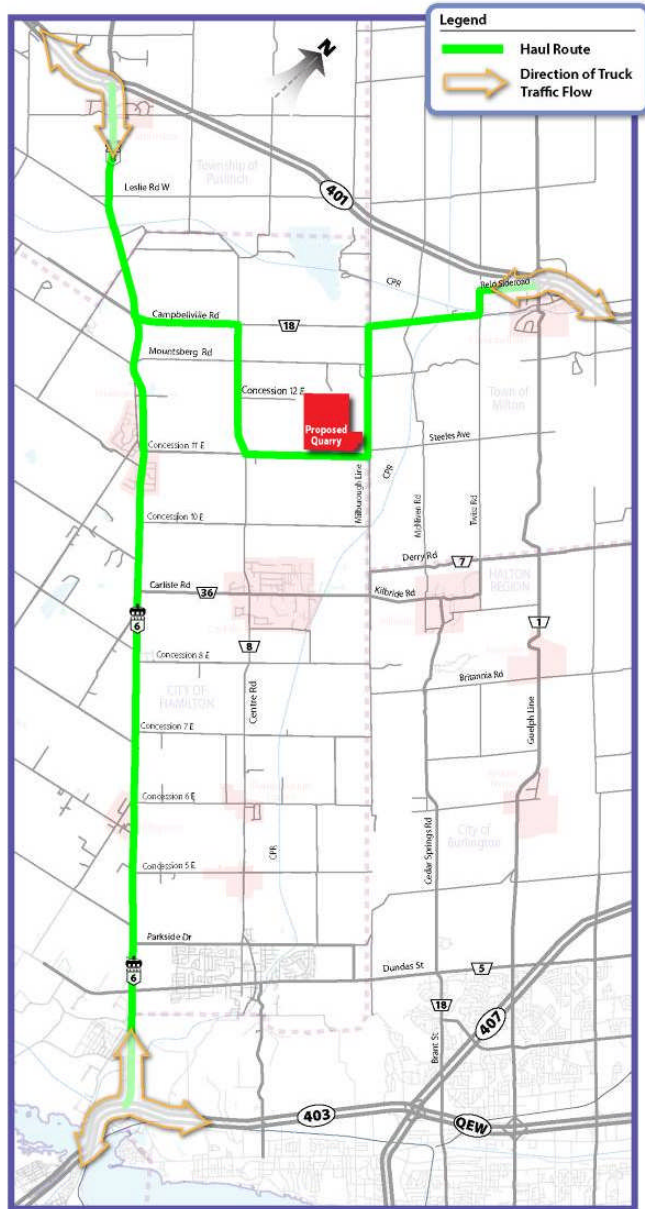 Legend
Haul Route
Direction of Truck
Traffic Flow
N
Township of
Puslinch
Leslie Rd W
401
CPR
Reid Sideroad
Campbellville Rd
18
Mountsberg Rd
Concession 12 E
Town of
Milton
Proposed
Quarry
Concession 11 E
Steeles Ave
CPR
Milburough Line
McNiven Rd
Twiss Rd
Concession 10 E
Derry Rd
7
HALTON
REGION
Carlisle Rd
36
Kilbride Rd
6
8
1
Concession 8 E
Centre Rd
Britannia Rd
Guelph Line
CITY OF
HAMILTON
Concession 7 E
Concession 6 E
Cedar Springs Rd
City of
Burlington
CPR
Concession 5 E
Parkside Dr
Dundas St
5
6
18
407
Brant St
403
QEW